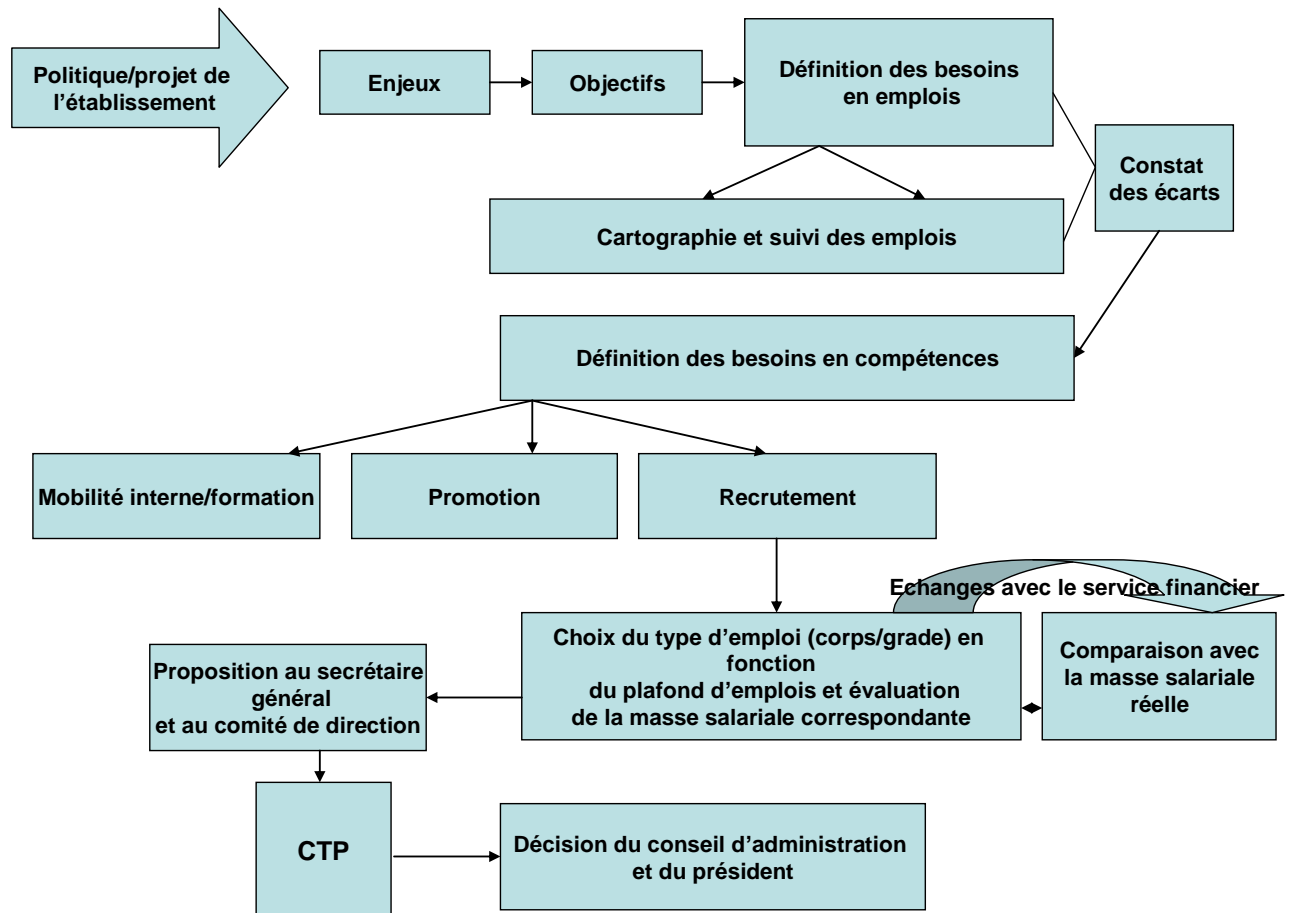 Politique/projet de
l'établissement
Enjeux
Objectifs
Définition des besoins
en emplois
Constat
des écarts
Cartographie et suivi des emplois
Définition des besoins en compétences
Mobilité interne/formation
Promotion
Recrutement
Echanges avec le service financier
Choix du type d'emploi (corps/grade) en
fonction
du plafond d'emplois et évaluation
de la masse salariale correspondante
Comparaison avec
la masse salariale
réelle
Proposition au secrétaire
général
et au comité de direction
CTP
Décision du conseil d'administration
et du président